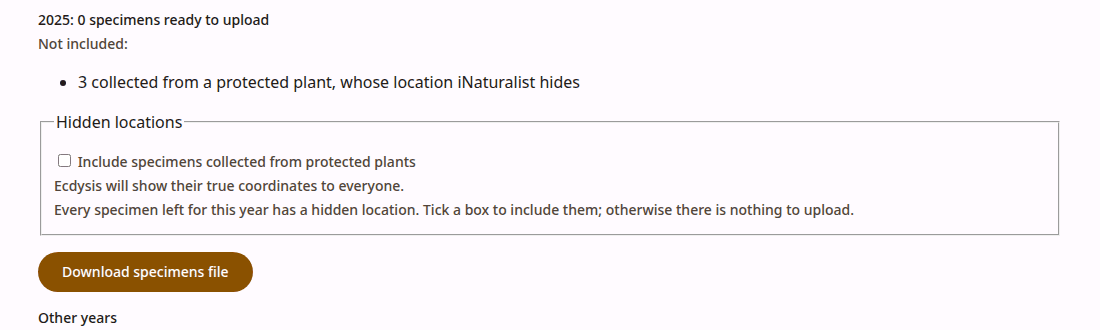 2025: 0 specimens ready to upload
Not included:
3 collected from a protected plant, whose location iNaturalist hides
Hidden locations
Include specimens collected from protected plants
Ecdysis will show their true coordinates to everyone.
Every specimen left for this year has a hidden location. Tick a box to include them; otherwise there is nothing to upload.
Download specimens file
Other years